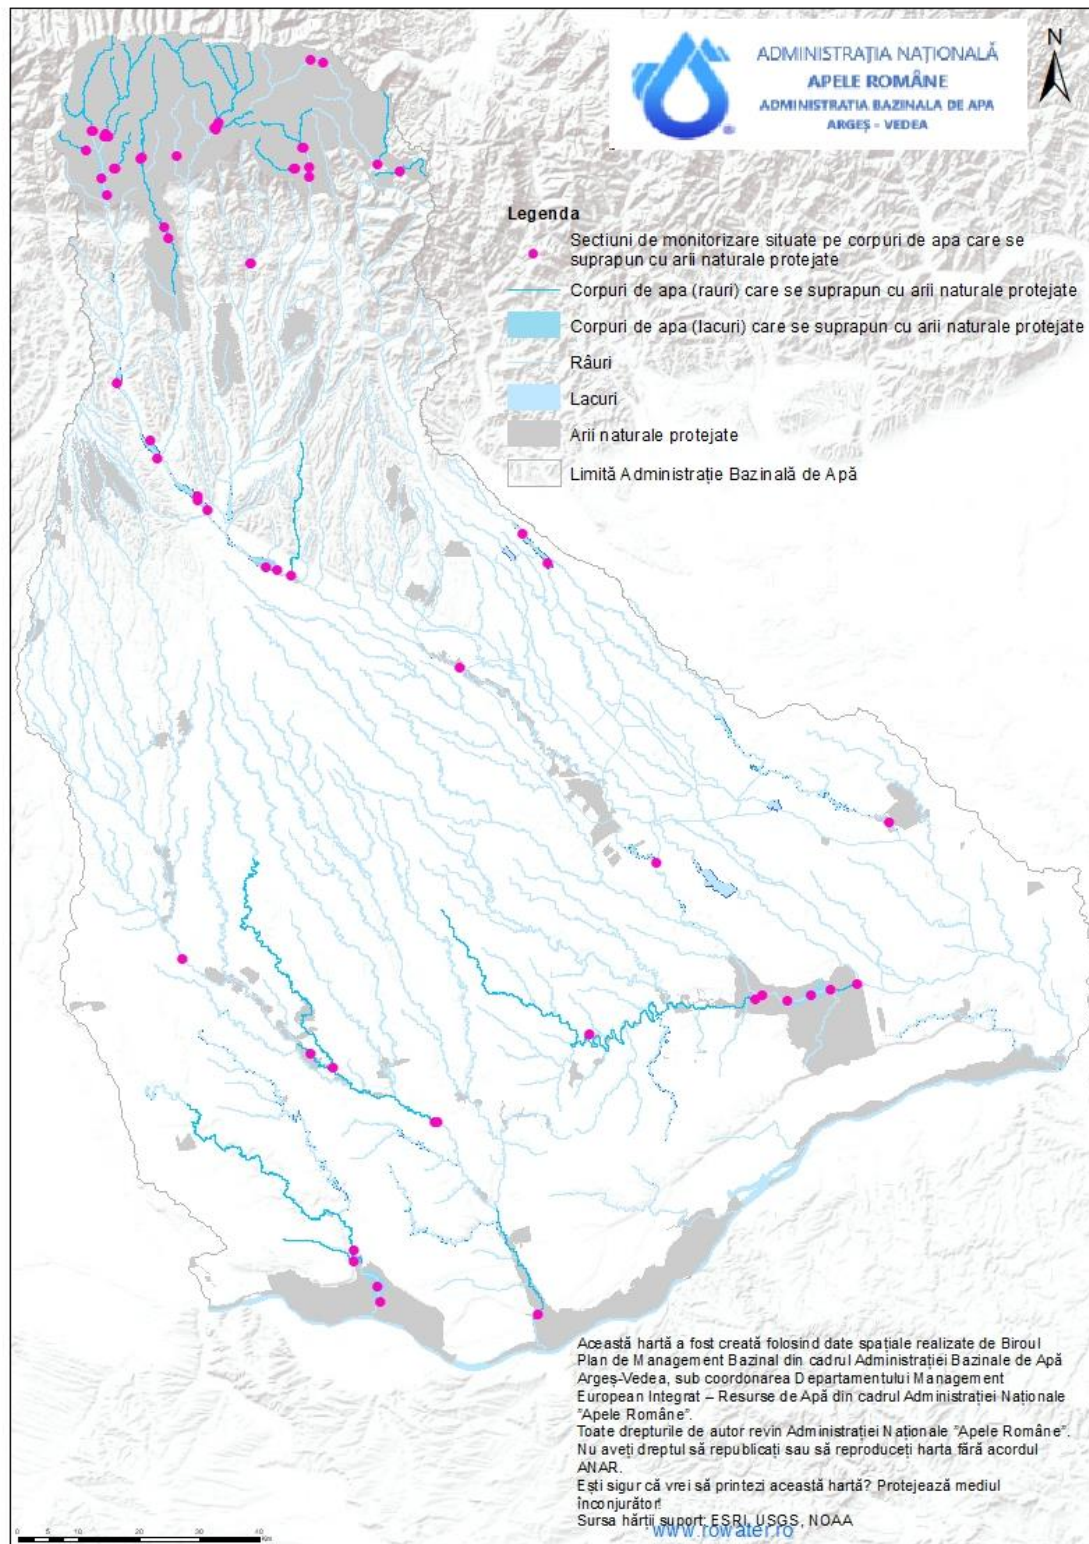 ADMINISTRAȚIA NAȚIONALĂ
APELE ROMÂNE
ADMINISTRATIA BAZINALA DE APA
ARGEȘ - VEDEA
N
Legenda
Sectiuni de monitorizare situate pe corpuri de apa care se
suprapun cu arii naturale protejate
Corpuri de apa (rauri) care se suprapun cu arii naturale protejate
Corpuri de apa (lacuri) care se suprapun cu arii naturale protejate
Râuri
Lacuri
Arii naturale protejate
Limită Administrație Bazinală de Apă
Această hartă a fost creată folosind date spațiale realizate de Biroul
Plan de Management Bazinal din cadrul Administrației Bazinale de Apă
Argeș-Vedea, sub coordonarea Departamentului Management
European Integrat – Resurse de Apă din cadrul Administrației Naționale
"Apele Române".
Toate drepturile de autor revin Administrației Naționale "Apele Române".
Nu aveți dreptul să republicați sau să reproduceți harta fără acordul
ANAR.
Ești sigur că vrei să printezi această hartă? Protejează mediul
înconjurător!
Sursa hărții suport: ESRI, USGS, NOAA
www.rowater.ro
0 5 10 20 30 40
Km